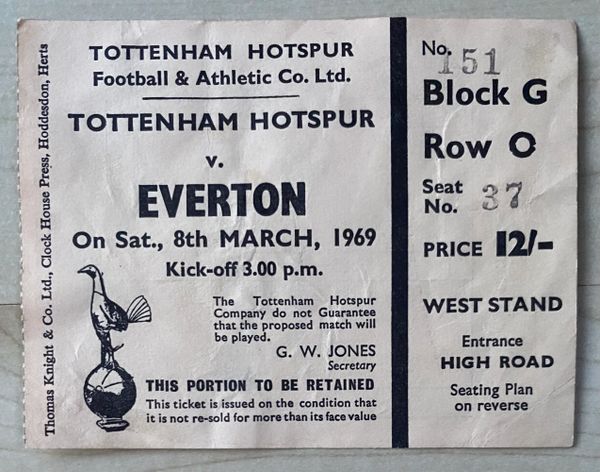 Thomas Knight & Co. Ltd., Clock House Press, Hoddesdon, Herts
TOTTENHAM HOTSPUR
Football & Athletic Co. Ltd.
TOTTENHAM HOTSPUR
v.
EVERTON
On Sat., 8th MARCH, 1969
Kick-off 3.00 p.m.
The Tottenham Hotspur
Company do not Guarantee
that the proposed match will
be played.
G. W. JONES
Secretary
THIS PORTION TO BE RETAINED
This ticket is issued on the condition that
it is not re-sold for more than its face value
No. 151
Block G
Row O
Seat
No. 37
PRICE 12/-
WEST STAND
Entrance
HIGH ROAD
Seating Plan
on reverse